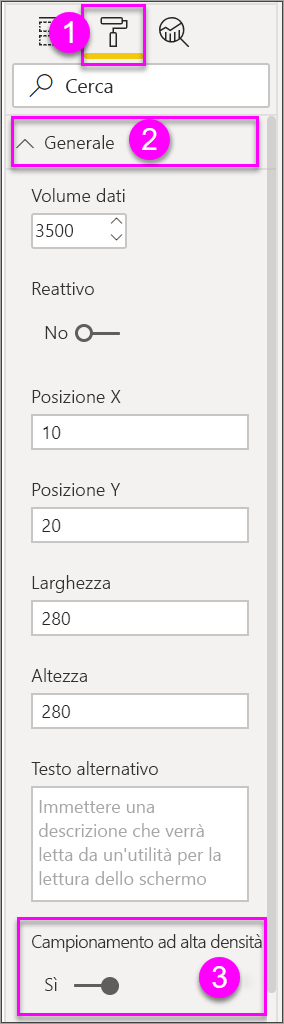 1
Cerca
Generale 2
Volume dati
3500
Reattivo
No
Posizione X
10
Posizione Y
20
Larghezza
280
Altezza
280
Testo alternativo
Immettere una
descrizione che verrà
letta da un'utilità per la
lettura dello schermo
Campionamento ad alta densità
Sì 3